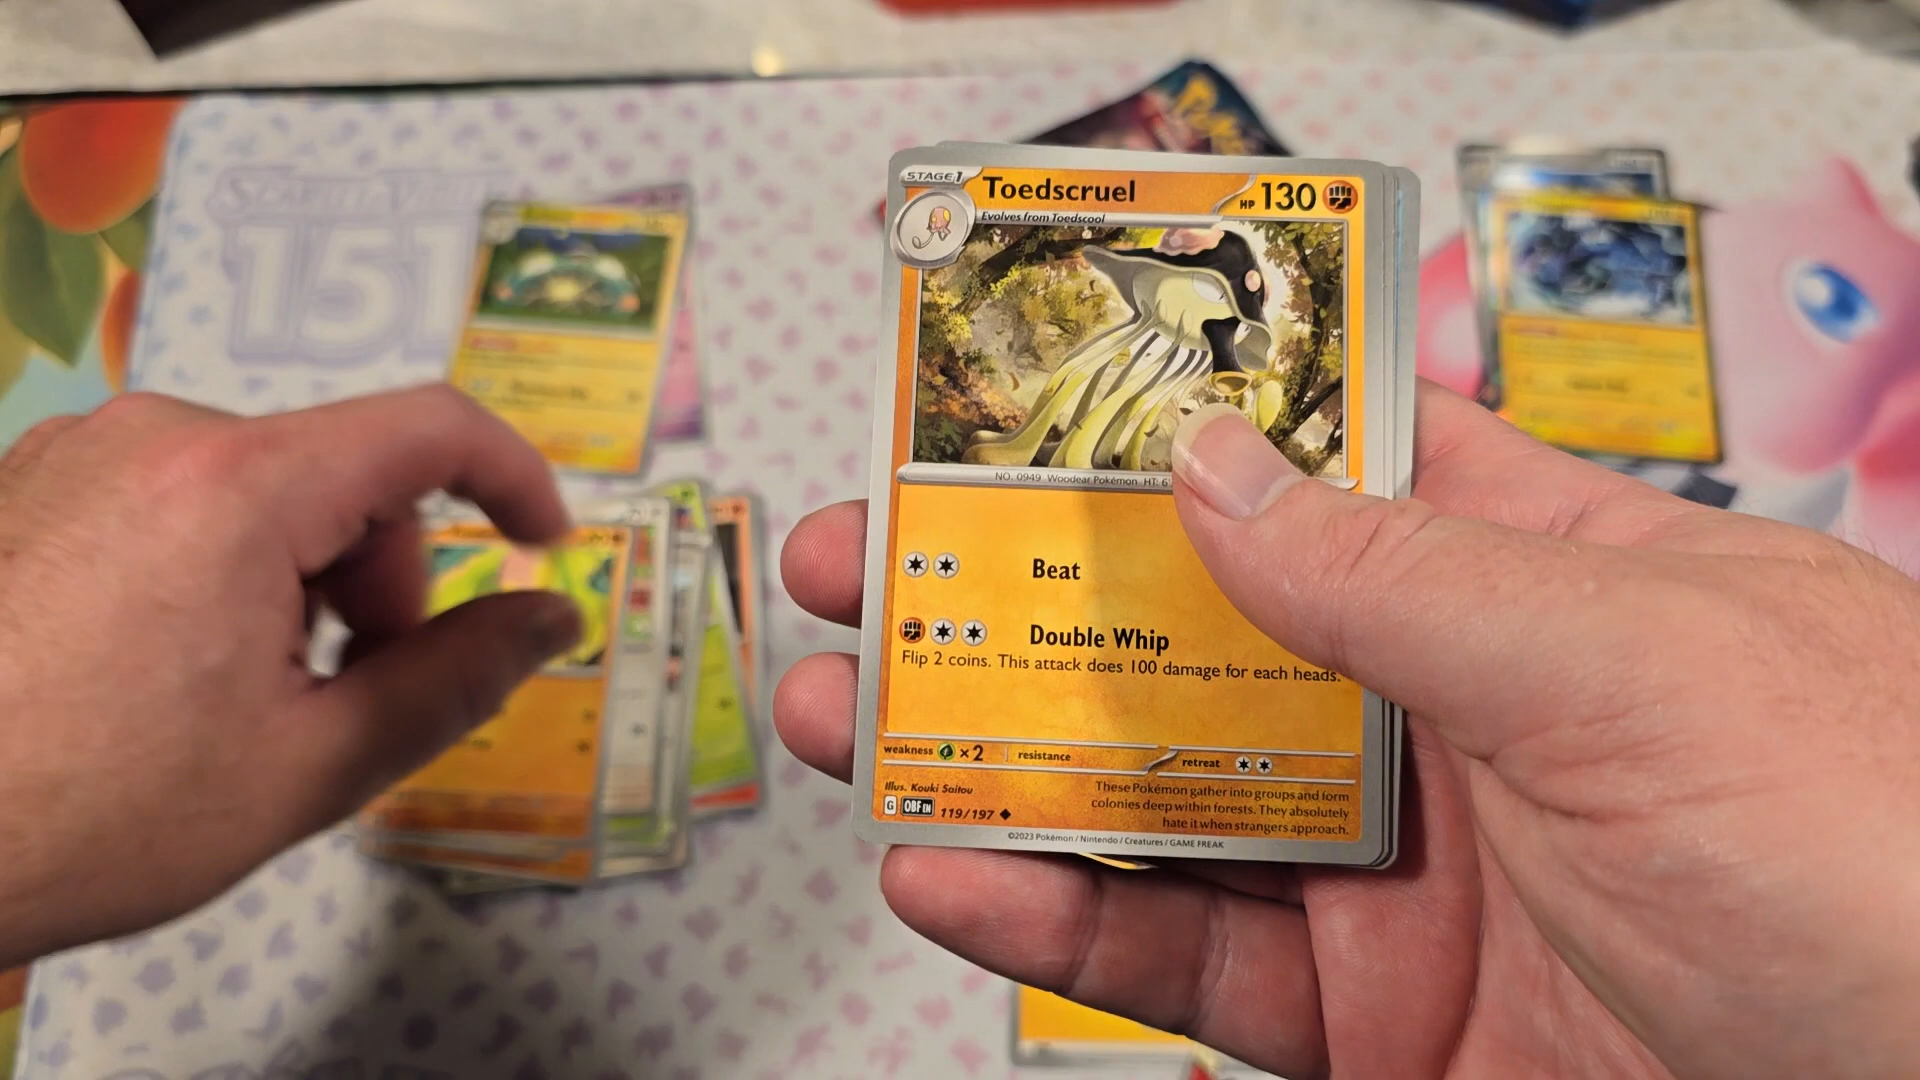 151
STAGE 1
Toedscruel
HP 130
Evolves from Toedscool
NO. 0949 Woodear Pokémon HT: 6'
Beat
Double Whip
Flip 2 coins. This attack does 100 damage for each heads.
weakness ×2 resistance retreat
Illus. Kouki Saitou
G OBF EN 119/197
These Pokémon gather into groups and form
colonies deep within forests. They absolutely
hate it when strangers approach.
©2023 Pokémon / Nintendo / Creatures / GAME FREAK